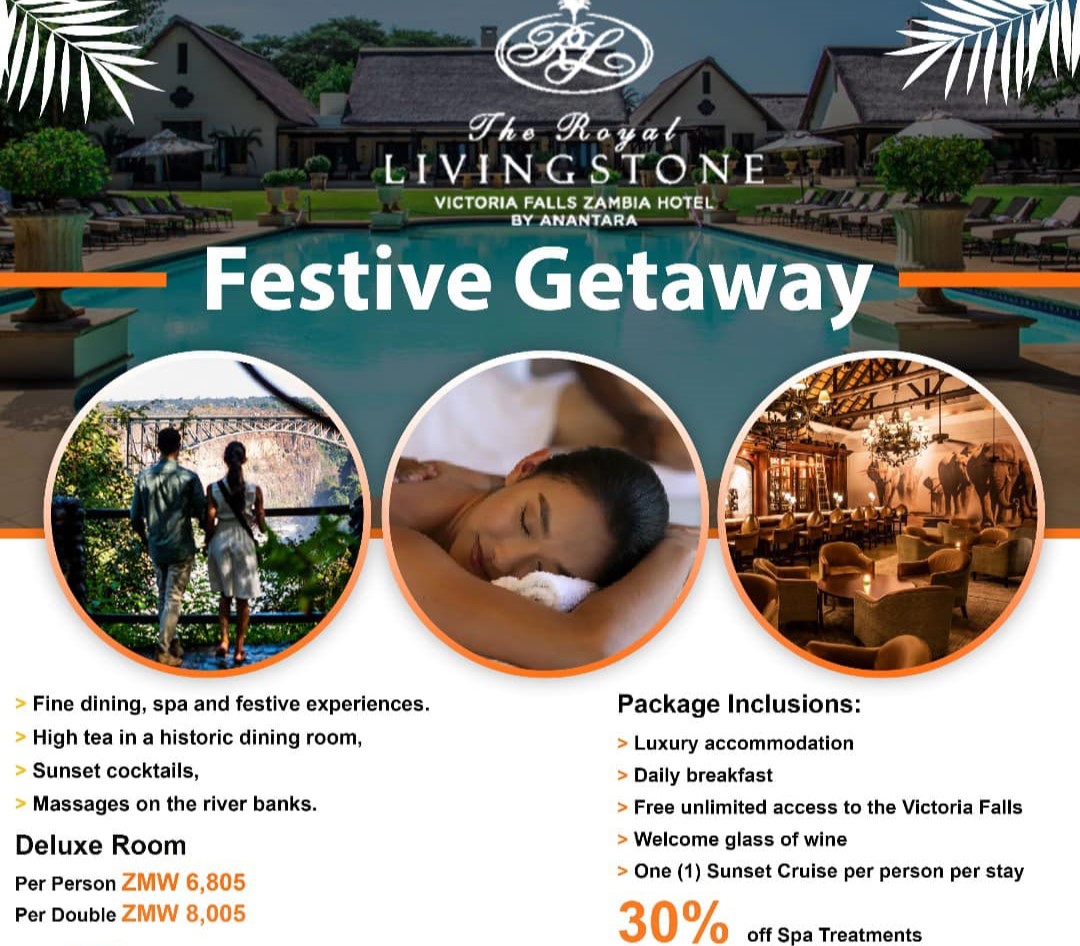 RL
The Royal
LIVINGSTONE
VICTORIA FALLS ZAMBIA HOTEL
BY ANANTARA
Festive Getaway
> Fine dining, spa and festive experiences.
> High tea in a historic dining room,
> Sunset cocktails,
> Massages on the river banks.
Deluxe Room
Per Person ZMW 6,805
Per Double ZMW 8,005
Package Inclusions:
> Luxury accommodation
> Daily breakfast
> Free unlimited access to the Victoria Falls
> Welcome glass of wine
> One (1) Sunset Cruise per person per stay
30% off Spa Treatments